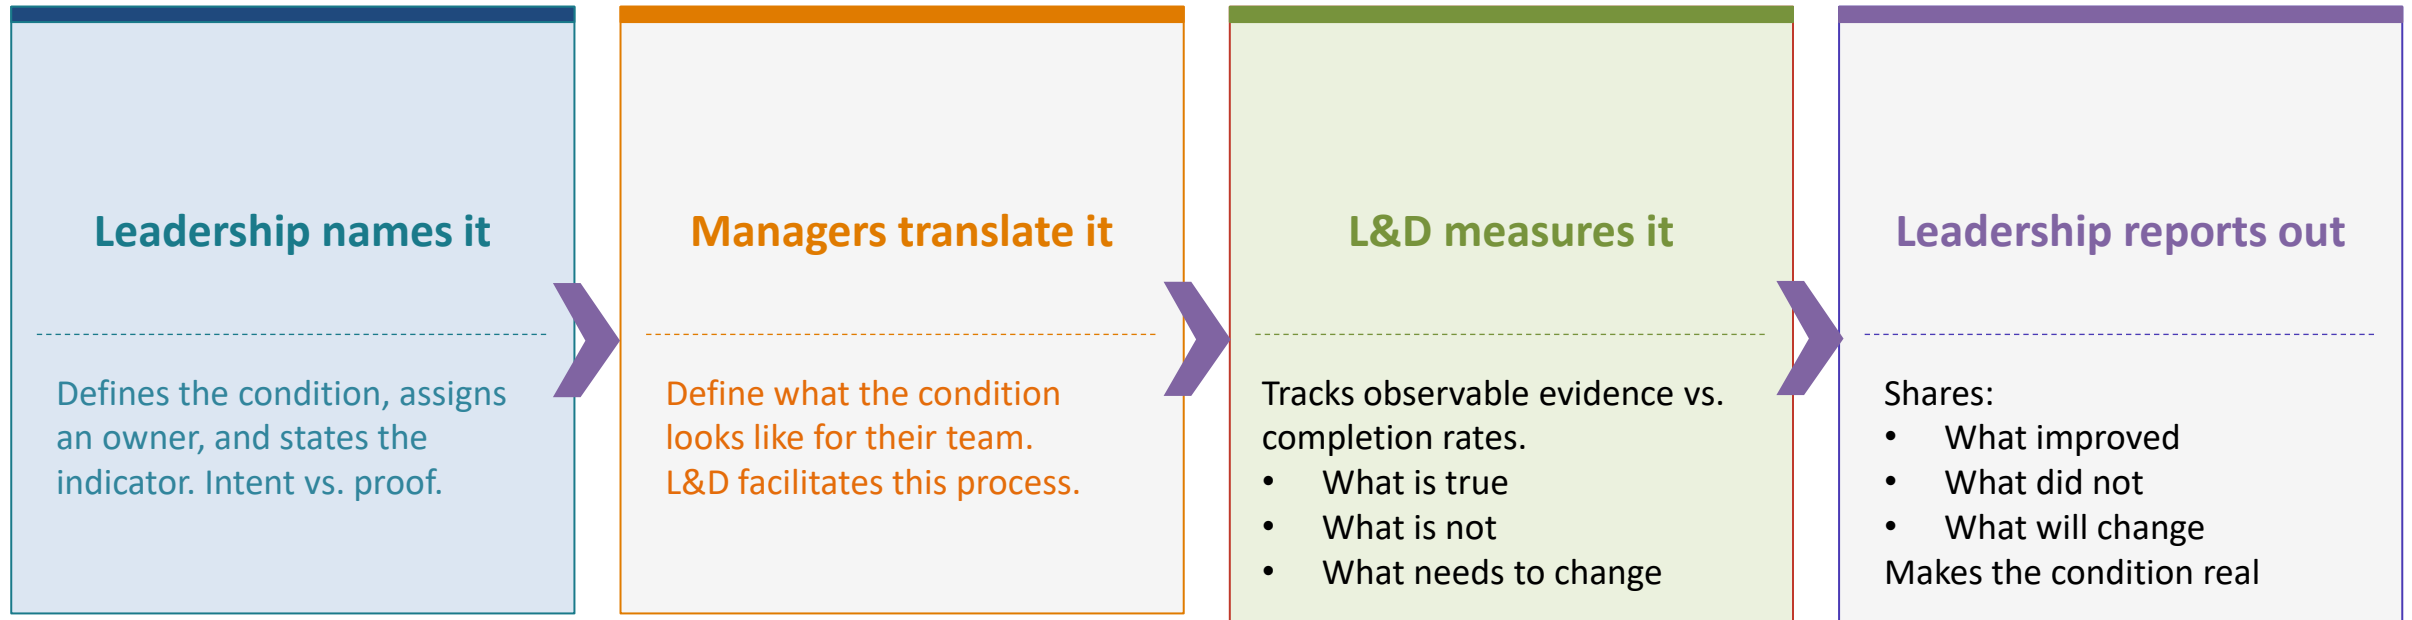 Leadership names it
Defines the condition, assigns
an owner, and states the
indicator. Intent vs. proof.
Managers translate it
Define what the condition
looks like for their team.
L&D facilitates this process.
L&D measures it
Tracks observable evidence vs.
completion rates.
• What is true
• What is not
• What needs to change
Leadership reports out
Shares:
• What improved
• What did not
• What will change
Makes the condition real